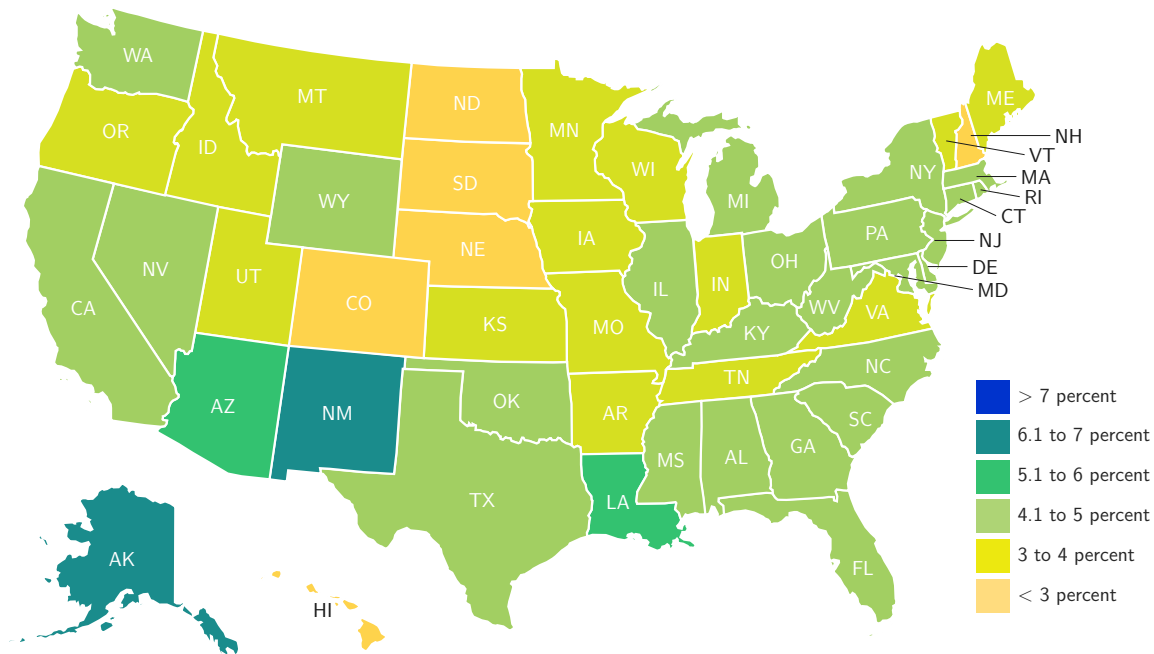 WA
MT
ND
ME
OR
ID
MN
NH
VT
SD
WI
NY
MA
WY
MI
RI
CT
NE
IA
PA
NJ
NV
UT
OH
DE
CO
IN
IL
MD
CA
KS
MO
WV
VA
KY
TN
NC
AZ
NM
OK
AR
SC
MS
AL
GA
TX
LA
AK
FL
HI
> 7 percent
6.1 to 7 percent
5.1 to 6 percent
4.1 to 5 percent
3 to 4 percent
< 3 percent